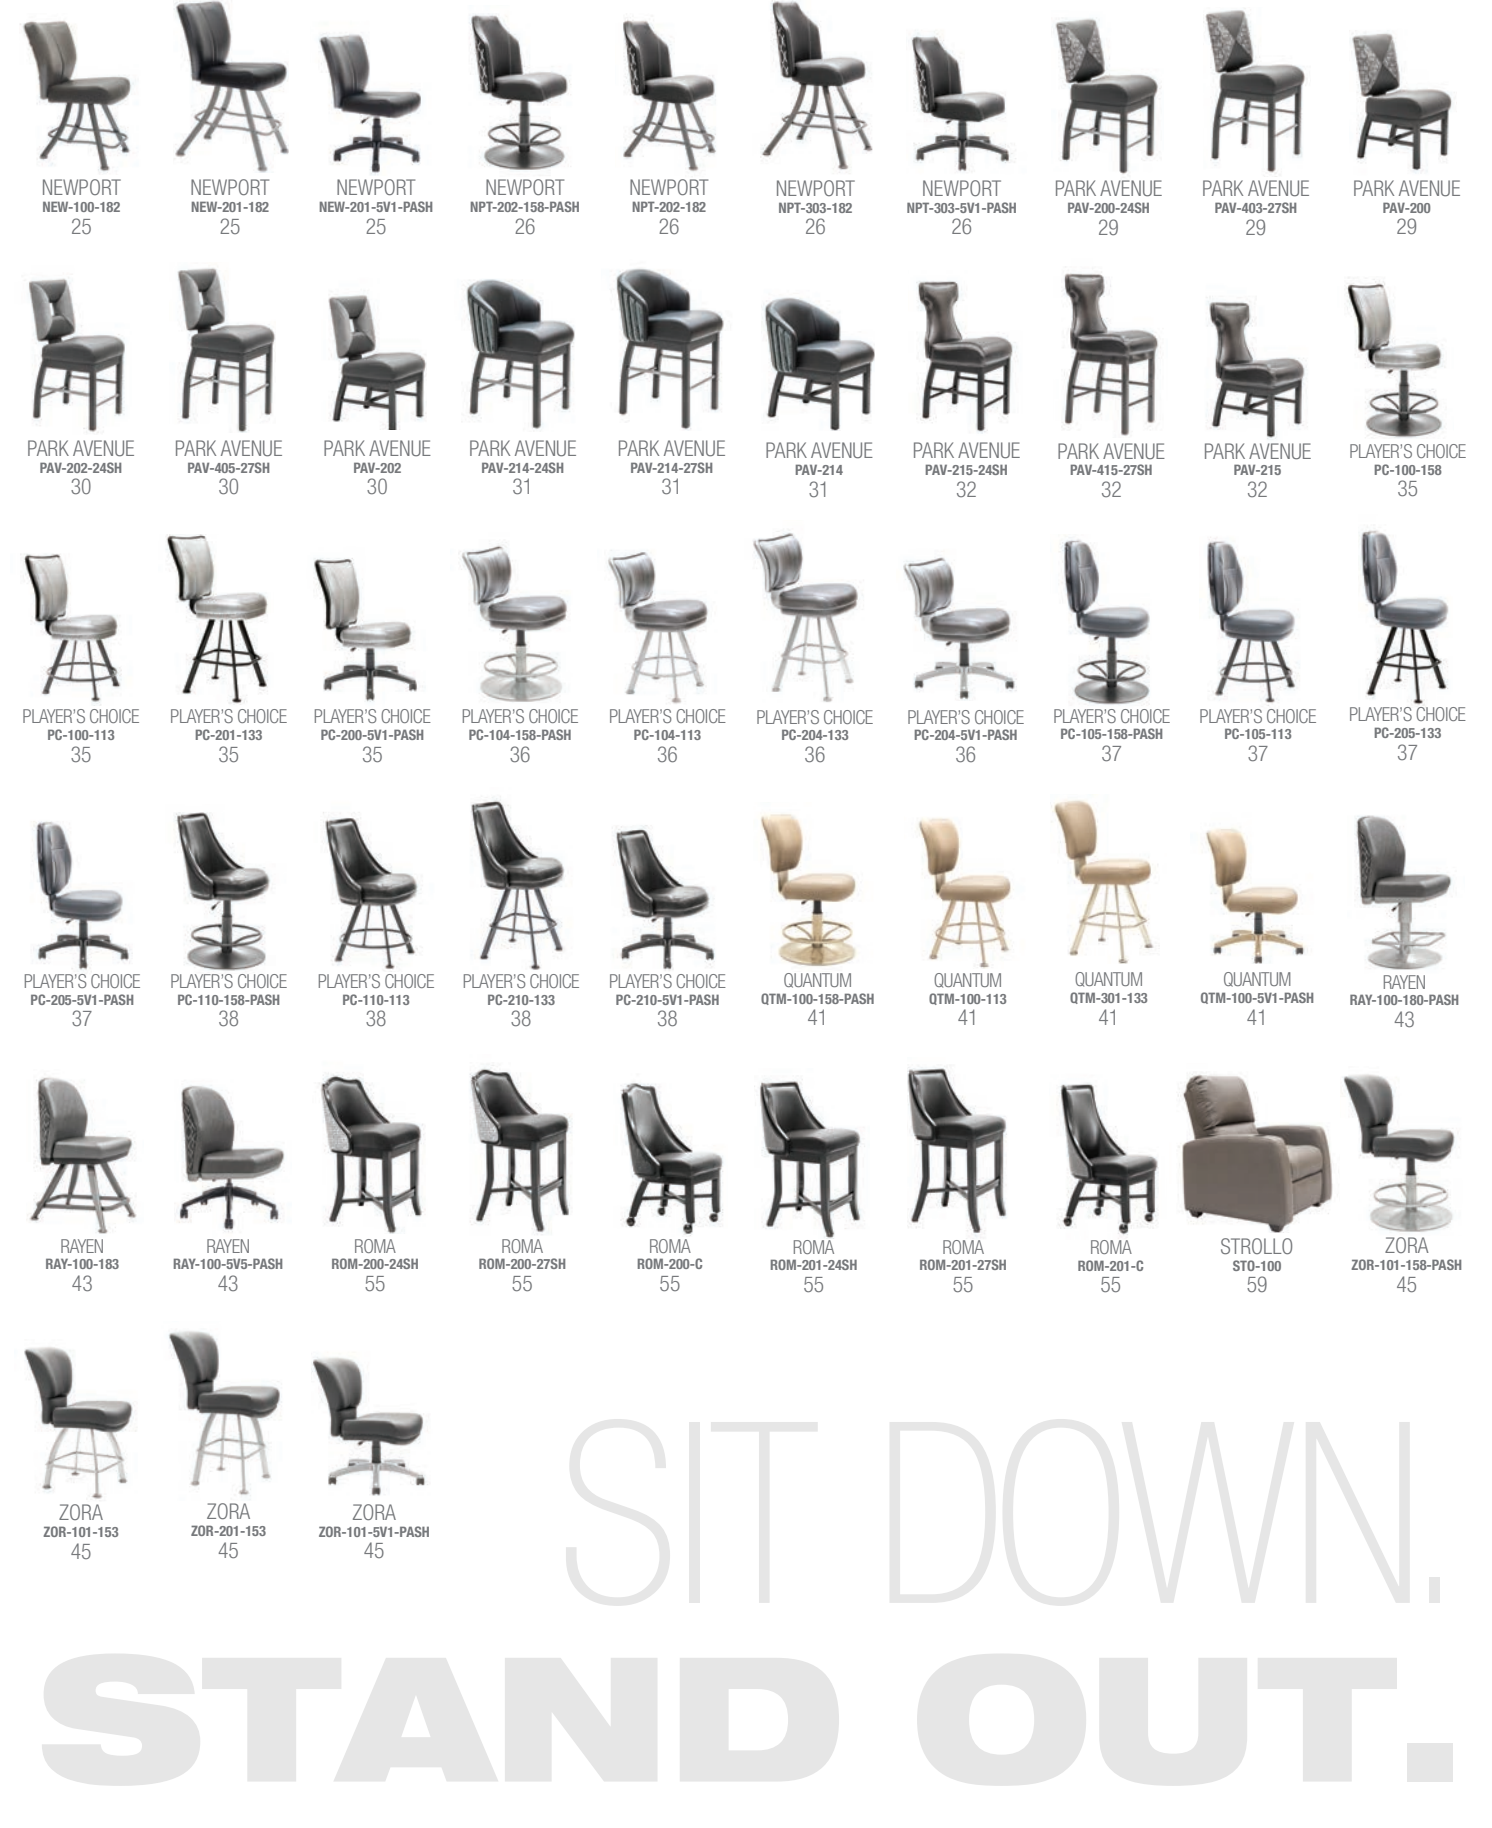 NEWPORT
NEW-100-182
25
NEWPORT
NEW-201-182
25
NEWPORT
NEW-201-5V1-PASH
25
NEWPORT
NPT-202-158-PASH
26
NEWPORT
NPT-202-182
26
NEWPORT
NPT-303-182
26
NEWPORT
NPT-303-5V1-PASH
26
PARK AVENUE
PAV-200-24SH
29
PARK AVENUE
PAV-403-27SH
29
PARK AVENUE
PAV-200
29
PARK AVENUE
PAV-202-24SH
30
PARK AVENUE
PAV-405-27SH
30
PARK AVENUE
PAV-202
30
PARK AVENUE
PAV-214-24SH
31
PARK AVENUE
PAV-214-27SH
31
PARK AVENUE
PAV-214
31
PARK AVENUE
PAV-215-24SH
32
PARK AVENUE
PAV-415-27SH
32
PARK AVENUE
PAV-215
32
PLAYER'S CHOICE
PC-100-158
35
PLAYER'S CHOICE
PC-100-113
35
PLAYER'S CHOICE
PC-201-133
35
PLAYER'S CHOICE
PC-200-5V1-PASH
35
PLAYER'S CHOICE
PC-104-158-PASH
36
PLAYER'S CHOICE
PC-104-113
36
PLAYER'S CHOICE
PC-204-133
36
PLAYER'S CHOICE
PC-204-5V1-PASH
36
PLAYER'S CHOICE
PC-105-158-PASH
37
PLAYER'S CHOICE
PC-105-113
37
PLAYER'S CHOICE
PC-205-133
37
PLAYER'S CHOICE
PC-205-5V1-PASH
37
PLAYER'S CHOICE
PC-110-158-PASH
38
PLAYER'S CHOICE
PC-110-113
38
PLAYER'S CHOICE
PC-210-133
38
PLAYER'S CHOICE
PC-210-5V1-PASH
38
QUANTUM
QTM-100-158-PASH
41
QUANTUM
QTM-100-113
41
QUANTUM
QTM-301-133
41
QUANTUM
QTM-100-5V1-PASH
41
RAYEN
RAY-100-180-PASH
43
RAYEN
RAY-100-183
43
RAYEN
RAY-100-5V5-PASH
43
ROMA
ROM-200-24SH
55
ROMA
ROM-200-27SH
55
ROMA
ROM-200-C
55
ROMA
ROM-201-24SH
55
ROMA
ROM-201-27SH
55
ROMA
ROM-201-C
55
STROLLO
STO-100
59
ZORA
ZOR-101-158-PASH
45
ZORA
ZOR-101-153
45
ZORA
ZOR-201-153
45
ZORA
ZOR-101-5V1-PASH
45
SIT DOWN.
STAND OUT.